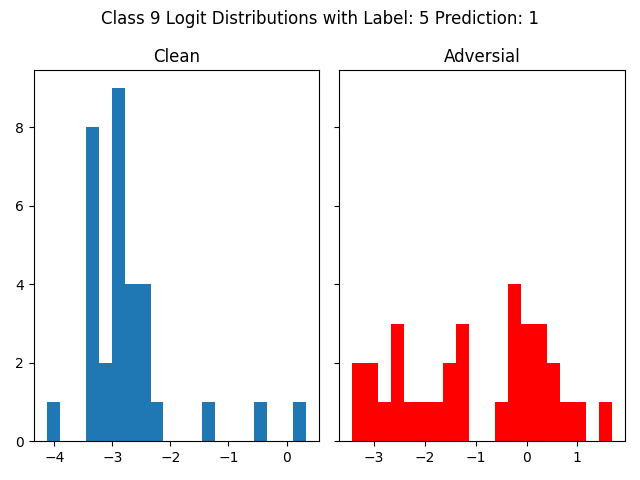 Class 9 Logit Distributions with Label: 5 Prediction: 1
Clean
Adversial
8
6
4
2
0
−4 −3 −2 −1 0
−3 −2 −1 0 1